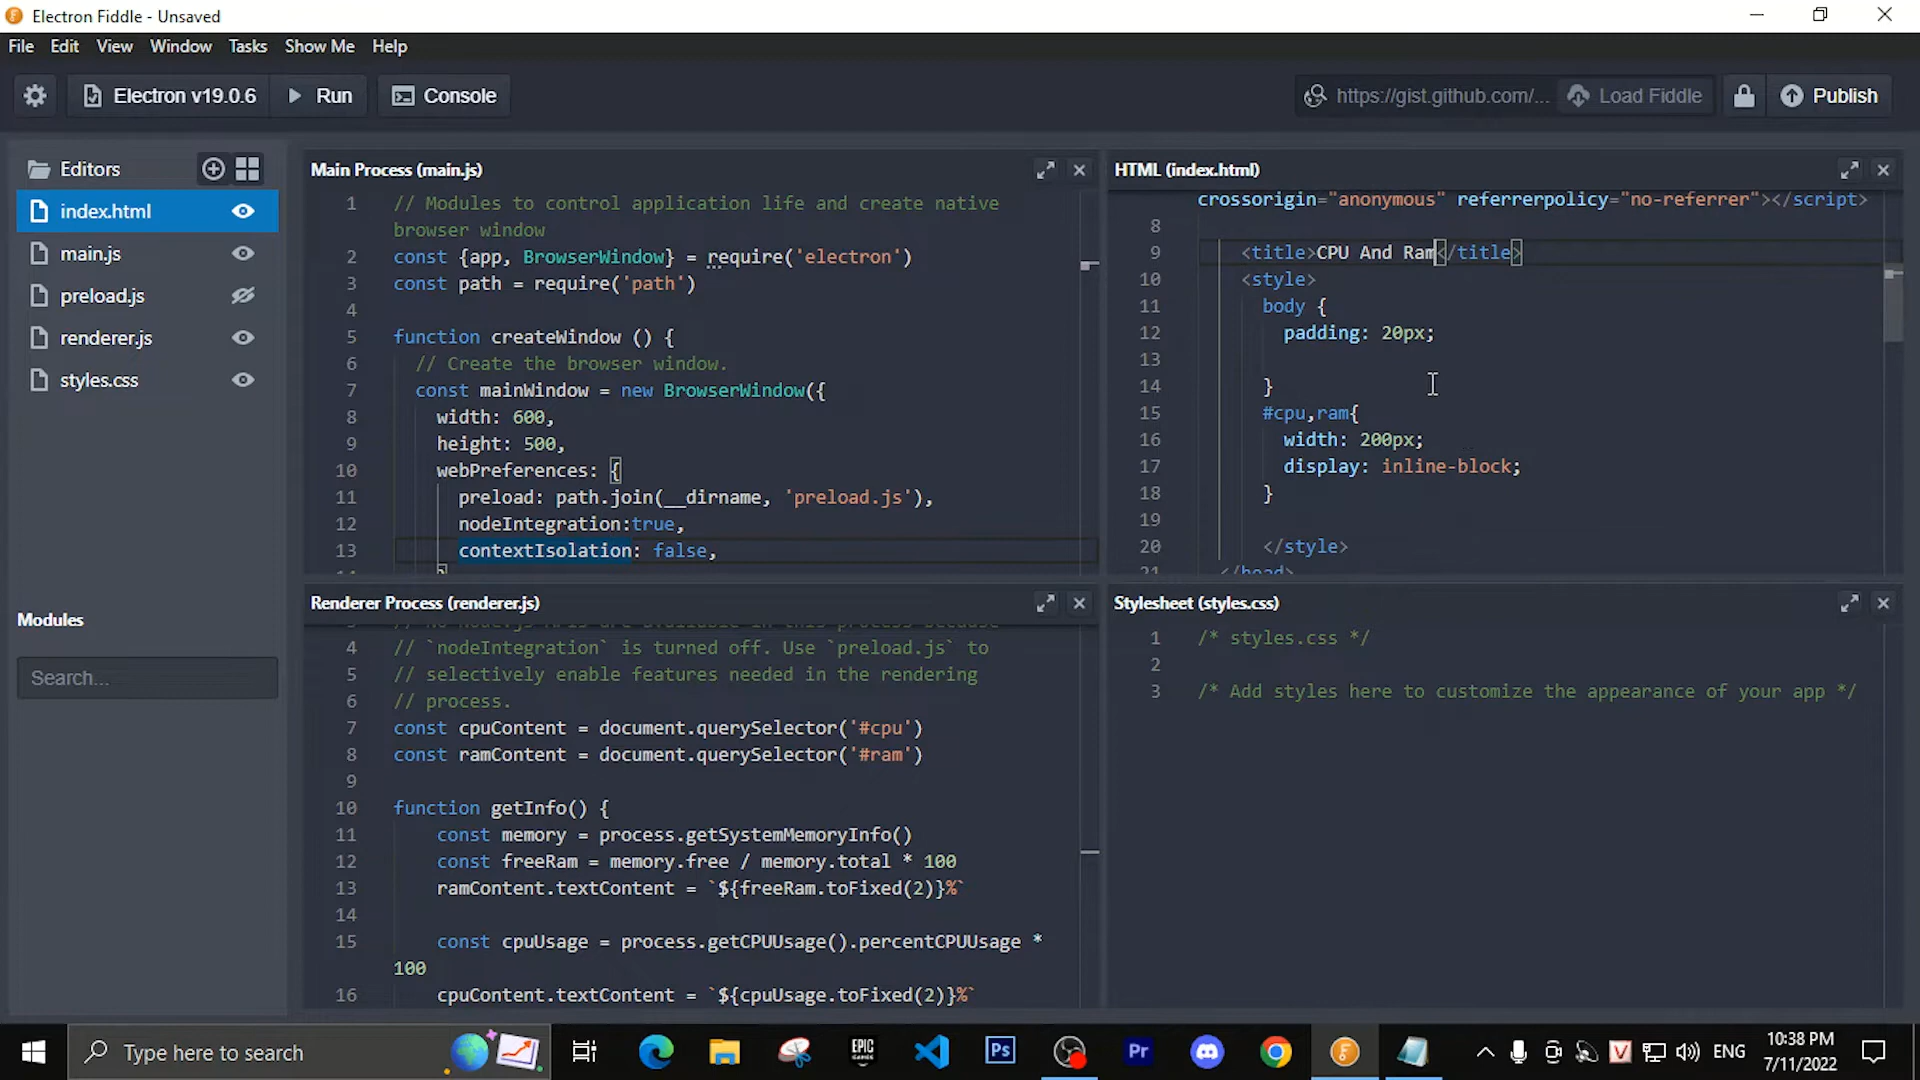 Electron Fiddle - Unsaved
File Edit View Window Tasks Show Me Help
Electron v19.0.6 Run Console https://gist.github.com/... Load Fiddle Publish
Editors
index.html
main.js
preload.js
renderer.js
styles.css
Modules
Search...
Main Process (main.js)
1 // Modules to control application life and create native
browser window
2 const {app, BrowserWindow} = require('electron')
3 const path = require('path')
4
5 function createWindow () {
6 // Create the browser window.
7 const mainWindow = new BrowserWindow({
8 width: 600,
9 height: 500,
10 webPreferences: {
11 preload: path.join(__dirname, 'preload.js'),
12 nodeIntegration:true,
13 contextIsolation: false,
14 }
HTML (index.html)
crossorigin="anonymous" referrerpolicy="no-referrer"></script>
8
9 <title>CPU And Ram</title>
10 <style>
11 body {
12 padding: 20px;
13
14 }
15 #cpu,ram{
16 width: 200px;
17 display: inline-block;
18 }
19
20 </style>
21 </head>
Renderer Process (renderer.js)
4 // `nodeIntegration` is turned off. Use `preload.js` to
5 // selectively enable features needed in the rendering
6 // process.
7 const cpuContent = document.querySelector('#cpu')
8 const ramContent = document.querySelector('#ram')
9
10 function getInfo() {
11 const memory = process.getSystemMemoryInfo()
12 const freeRam = memory.free / memory.total * 100
13 ramContent.textContent = `${freeRam.toFixed(2)}%`
14
15 const cpuUsage = process.getCPUUsage().percentCPUUsage *
100
16 cpuContent.textContent = `${cpuUsage.toFixed(2)}%`
Stylesheet (styles.css)
1 /* styles.css */
2
3 /* Add styles here to customize the appearance of your app */
Type here to search
EPIC GAMES
Ps
Pr
ENG
10:38 PM
7/11/2022